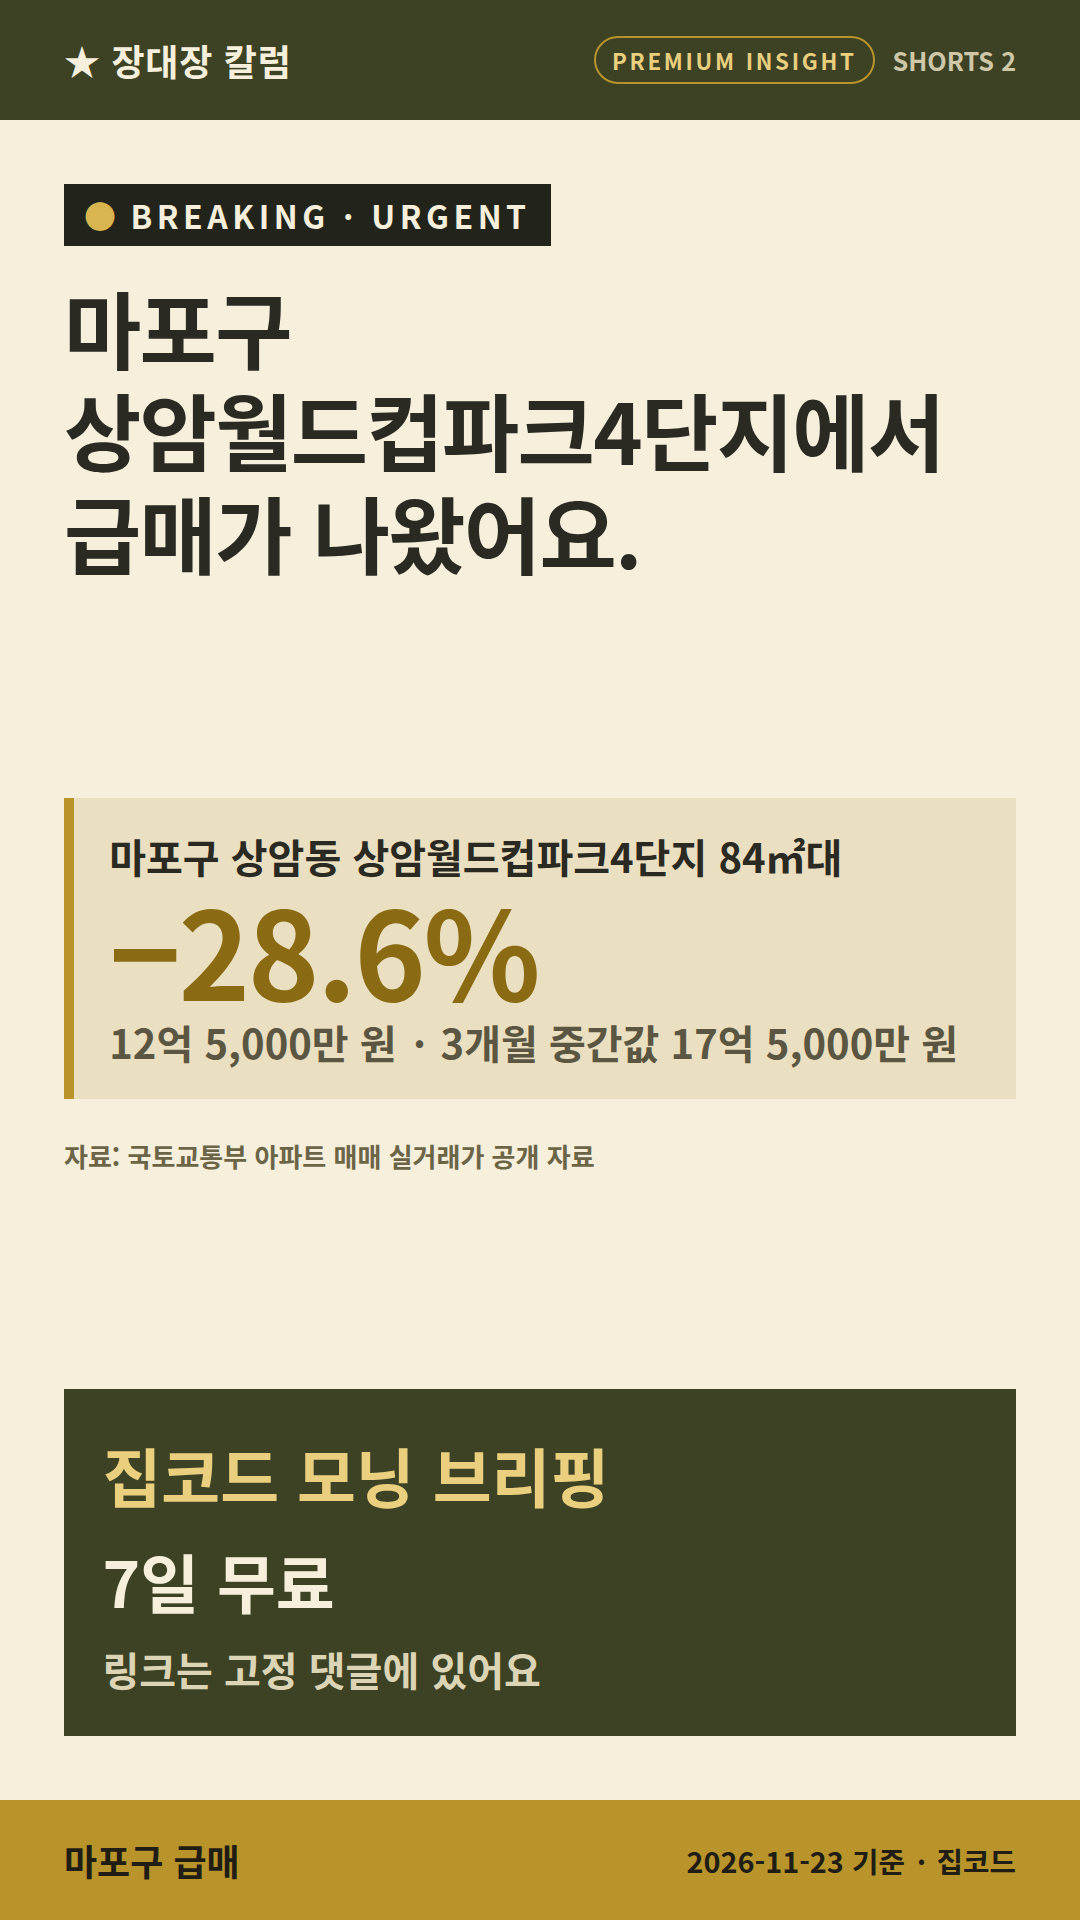 ★ 장대장 칼럼
PREMIUM INSIGHT
SHORTS 2
BREAKING · URGENT
마포구
상암월드컵파크4단지에서
급매가 나왔어요.
마포구 상암동 상암월드컵파크4단지 84㎡대
−28.6%
12억 5,000만 원 · 3개월 중간값 17억 5,000만 원
자료: 국토교통부 아파트 매매 실거래가 공개 자료
집코드 모닝 브리핑
7일 무료
링크는 고정 댓글에 있어요
마포구 급매
2026-11-23 기준 · 집코드